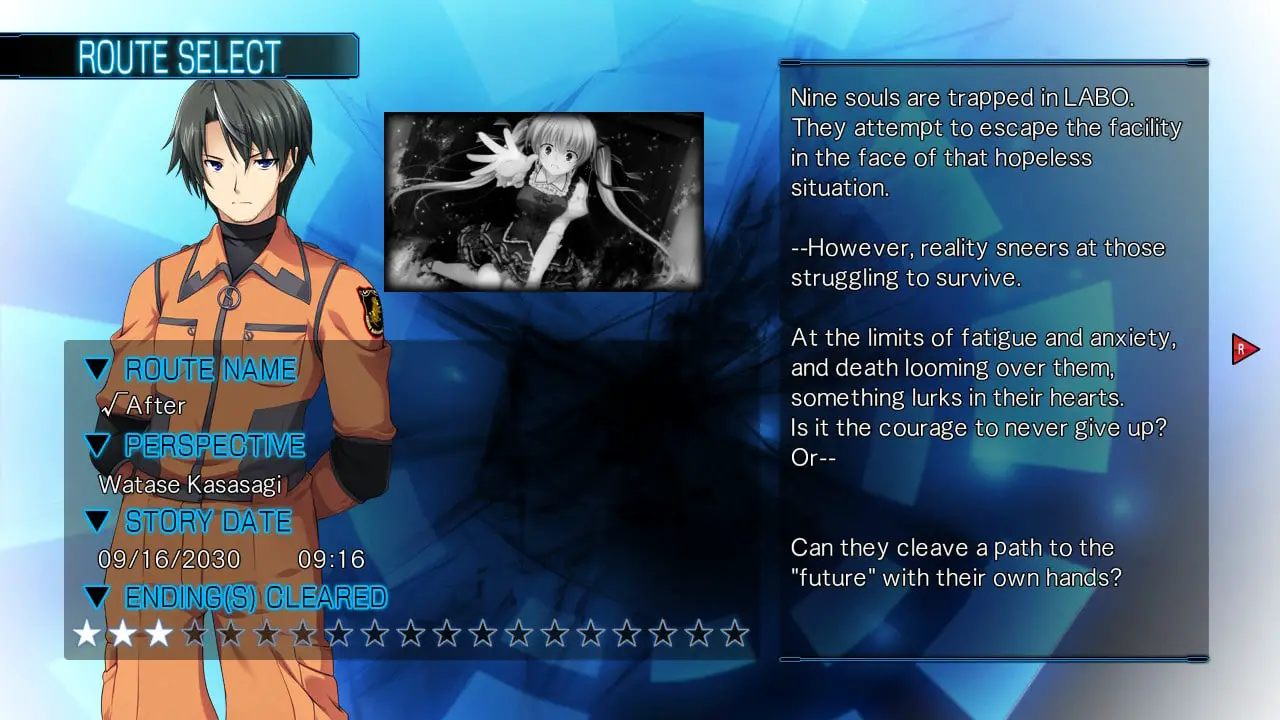 ROUTE SELECT
▼ ROUTE NAME
√After
▼ PERSPECTIVE
Watase Kasasagi
▼ STORY DATE
09/16/2030 09:16
▼ ENDING(S) CLEARED
Nine souls are trapped in LABO.
They attempt to escape the facility
in the face of that hopeless
situation.
--However, reality sneers at those
struggling to survive.
At the limits of fatigue and anxiety,
and death looming over them,
something lurks in their hearts.
Is it the courage to never give up?
Or--
Can they cleave a path to the
"future" with their own hands?
R